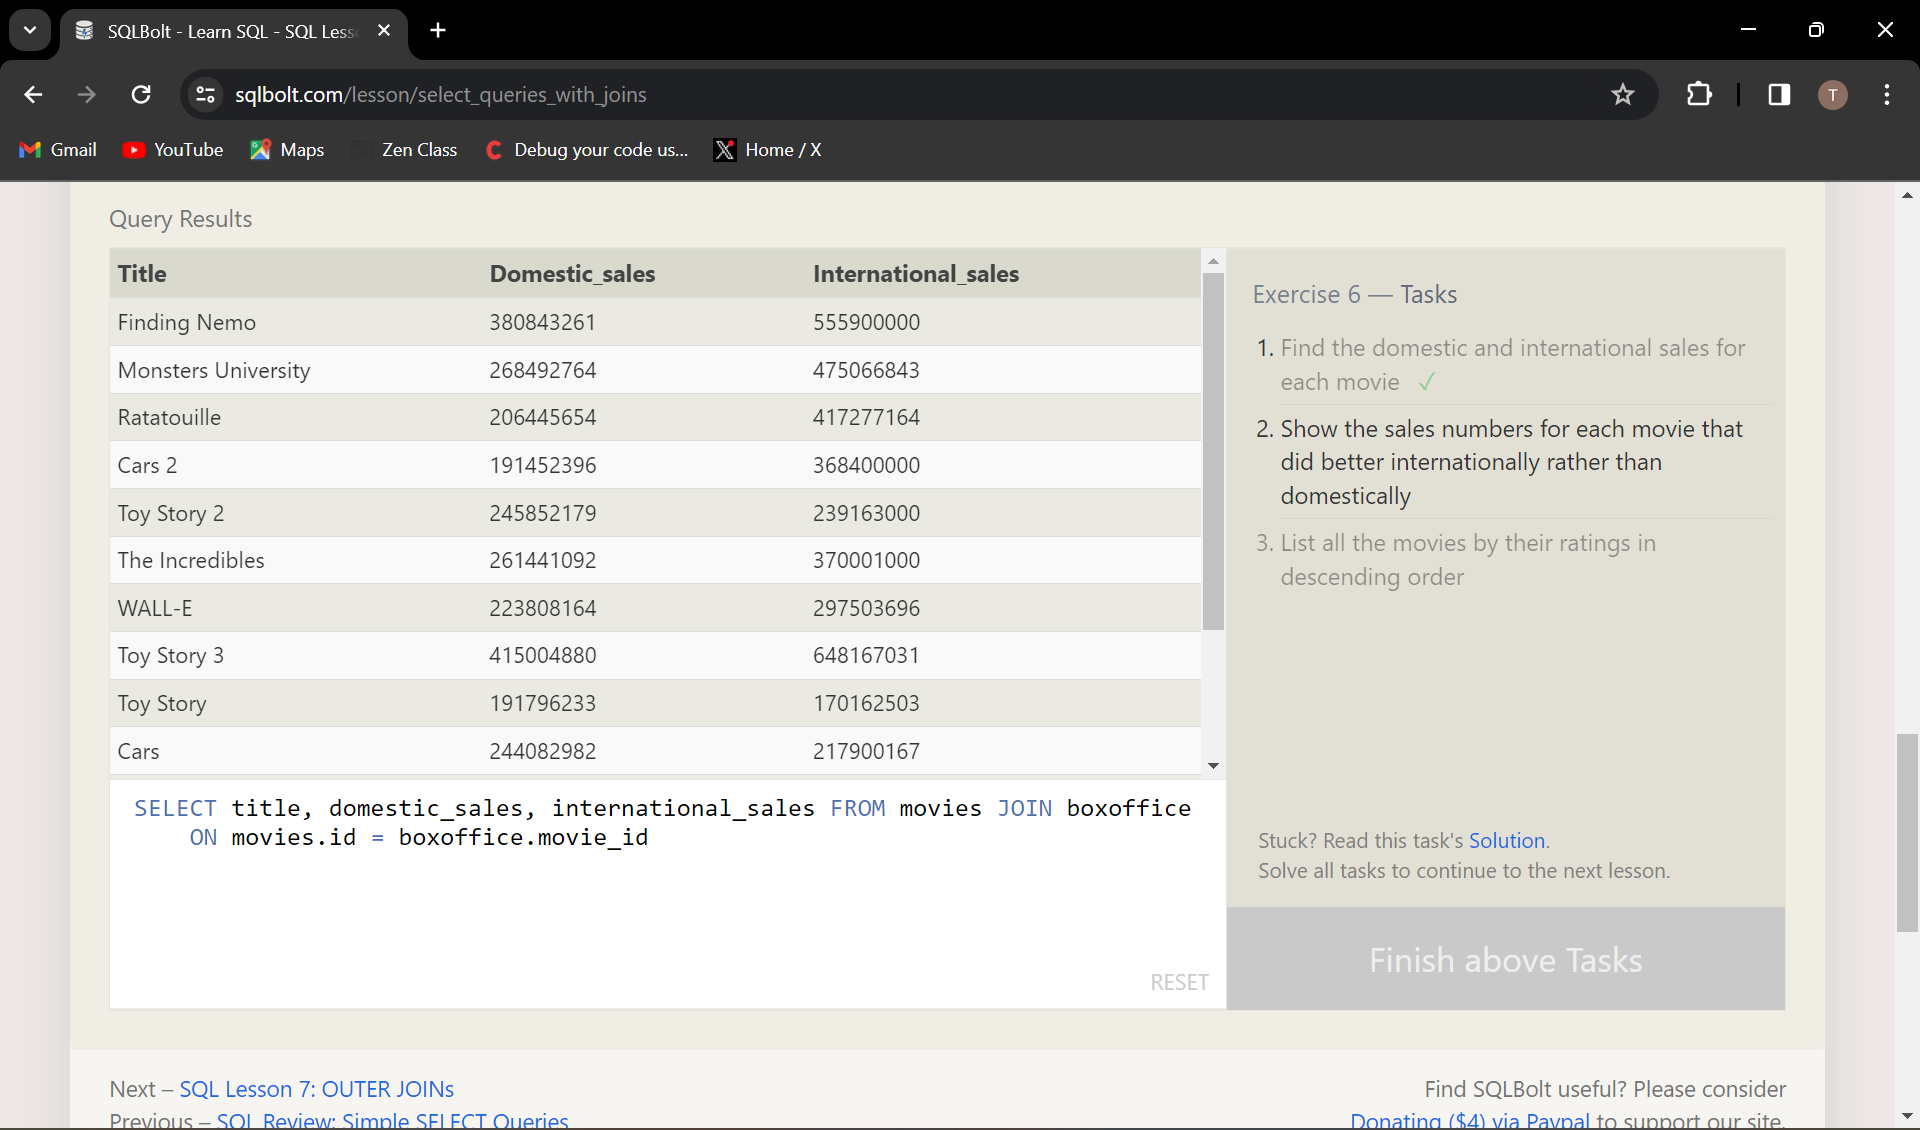 SQLBolt - Learn SQL - SQL Less
sqlbolt.com/lesson/select_queries_with_joins
T
Gmail
YouTube
Maps
Zen Class
Debug your code us...
Home / X
Query Results
Title Domestic_sales International_sales
Finding Nemo 380843261 555900000
Monsters University 268492764 475066843
Ratatouille 206445654 417277164
Cars 2 191452396 368400000
Toy Story 2 245852179 239163000
The Incredibles 261441092 370001000
WALL-E 223808164 297503696
Toy Story 3 415004880 648167031
Toy Story 191796233 170162503
Cars 244082982 217900167
SELECT title, domestic_sales, international_sales FROM movies JOIN boxoffice
ON movies.id = boxoffice.movie_id
RESET
Exercise 6 — Tasks
1. Find the domestic and international sales for
each movie ✓
2. Show the sales numbers for each movie that
did better internationally rather than
domestically
3. List all the movies by their ratings in
descending order
Stuck? Read this task's Solution.
Solve all tasks to continue to the next lesson.
Finish above Tasks
Next – SQL Lesson 7: OUTER JOINs
Previous – SQL Review: Simple SELECT Queries
Find SQLBolt useful? Please consider
Donating ($4) via Paypal to support our site.